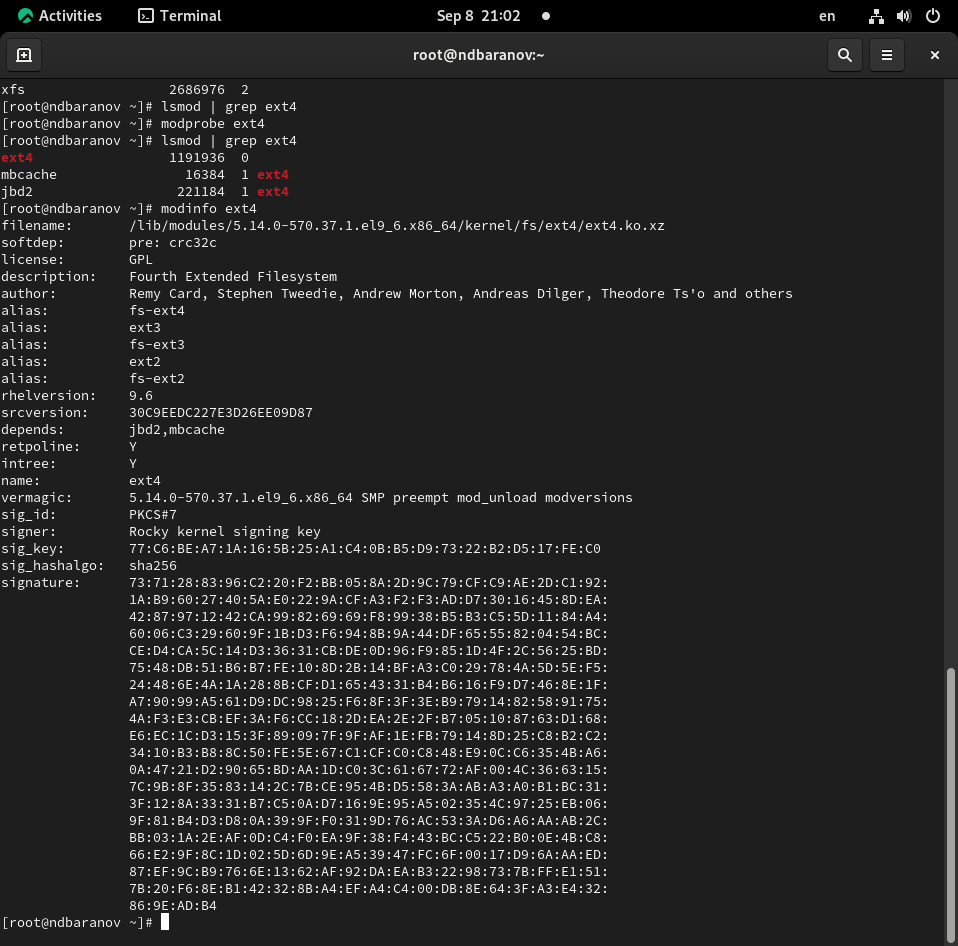 Activities Terminal Sep 8 21:02 en
root@ndbaranov:~
xfs 2686976 2
[root@ndbaranov ~]# lsmod | grep ext4
[root@ndbaranov ~]# modprobe ext4
[root@ndbaranov ~]# lsmod | grep ext4
ext4 1191936 0
mbcache 16384 1 ext4
jbd2 221184 1 ext4
[root@ndbaranov ~]# modinfo ext4
filename: /lib/modules/5.14.0-570.37.1.el9_6.x86_64/kernel/fs/ext4/ext4.ko.xz
softdep: pre: crc32c
license: GPL
description: Fourth Extended Filesystem
author: Remy Card, Stephen Tweedie, Andrew Morton, Andreas Dilger, Theodore Ts'o and others
alias: fs-ext4
alias: ext3
alias: fs-ext3
alias: ext2
alias: fs-ext2
rhelversion: 9.6
srcversion: 30C9EEDC227E3D26EE09D87
depends: jbd2,mbcache
retpoline: Y
intree: Y
name: ext4
vermagic: 5.14.0-570.37.1.el9_6.x86_64 SMP preempt mod_unload modversions
sig_id: PKCS#7
signer: Rocky kernel signing key
sig_key: 77:C6:BE:A7:1A:16:5B:25:A1:C4:0B:B5:D9:73:22:B2:D5:17:FE:C0
sig_hashalgo: sha256
signature: 73:71:28:83:96:C2:20:F2:BB:05:8A:2D:9C:79:CF:C9:AE:2D:C1:92:
1A:B9:60:27:40:5A:E0:22:9A:CF:A3:F2:F3:AD:D7:30:16:45:8D:EA:
42:87:97:12:42:CA:99:82:69:69:F8:99:38:B5:B3:C5:5D:11:84:A4:
60:06:C3:29:60:9F:1B:D3:F6:94:8B:9A:44:DF:65:55:82:04:54:BC:
CE:D4:CA:5C:14:D3:36:31:CB:DE:0D:96:F9:85:1D:4F:2C:56:25:BD:
75:48:DB:51:B6:B7:FE:10:8D:2B:14:BF:A3:C0:29:78:4A:5D:5E:F5:
24:48:6E:4A:1A:28:8B:CF:D1:65:43:31:B4:B6:16:F9:D7:46:8E:1F:
A7:90:99:A5:61:D9:DC:98:25:F6:8F:3F:3E:B9:79:14:82:58:91:75:
4A:F3:E3:CB:EF:3A:F6:CC:18:2D:EA:2E:2F:B7:05:10:87:63:D1:68:
E6:EC:1C:D3:15:3F:89:09:7F:9F:AF:1E:FB:79:14:8D:25:C8:B2:C2:
34:10:B3:B8:8C:50:FE:5E:67:C1:CF:C0:C8:48:E9:0C:C6:35:4B:A6:
0A:47:21:D2:90:65:BD:AA:1D:C0:3C:61:67:72:AF:00:4C:36:63:15:
7C:9B:8F:35:83:14:2C:7B:CE:95:4B:D5:58:3A:AB:A3:A0:B1:BC:31:
3F:12:8A:33:31:B7:C5:0A:D7:16:9E:95:A5:02:35:4C:97:25:EB:06:
9F:81:B4:D3:D8:0A:39:9F:F0:31:9D:76:AC:53:3A:D6:A6:AA:AB:2C:
BB:03:1A:2E:AF:0D:C4:F0:EA:9F:38:F4:43:BC:C5:22:B0:0E:4B:C8:
66:E2:9F:8C:1D:02:5D:6D:9E:A5:39:47:FC:6F:00:17:D9:6A:AA:ED:
87:EF:9C:B9:76:6E:13:62:AF:92:DA:EA:B3:22:98:73:7B:FF:E1:51:
7B:20:F6:8E:B1:42:32:8B:A4:EF:A4:C4:00:DB:8E:64:3F:A3:E4:32:
86:9E:AD:B4
[root@ndbaranov ~]#